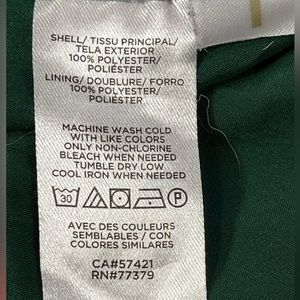 SHELL/ TISSU PRINCIPAL/
TELA EXTERIOR
100% POLYESTER/
POLIÉSTER
LINING/ DOUBLURE/ FORRO
100% POLYESTER/
POLIÉSTER
MACHINE WASH COLD
WITH LIKE COLORS
ONLY NON-CHLORINE
BLEACH WHEN NEEDED
TUMBLE DRY LOW
COOL IRON WHEN NEEDED
30 P
AVEC DES COULEURS
SEMBLABLES / CON
COLORES SIMILARES
CA#57421
RN#77379